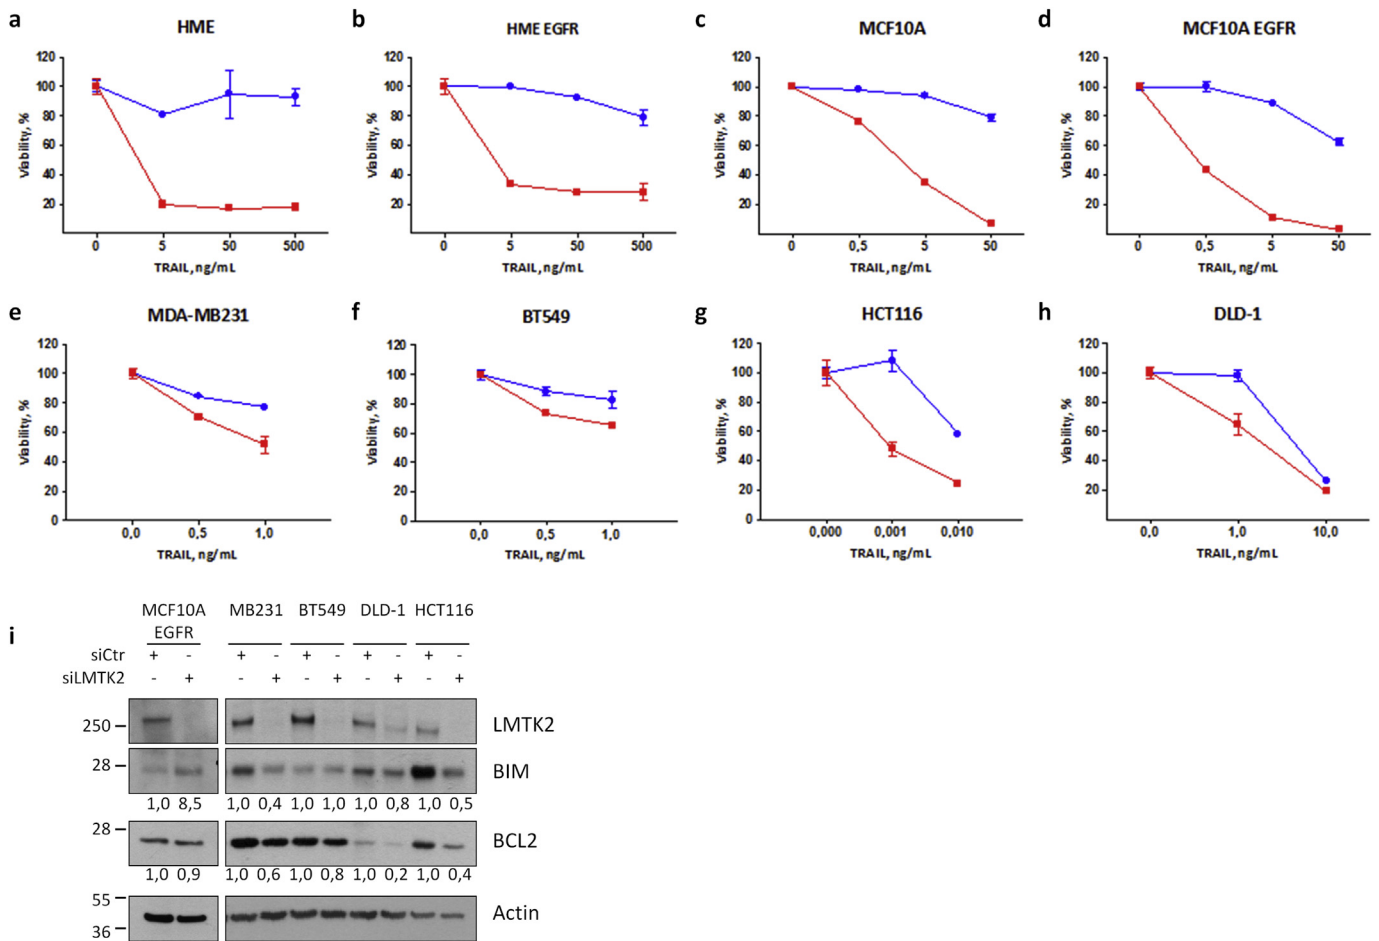 a HME
120
100
80
60
40
20
Viability, %
0 5 50 500
TRAIL, ng/mL
b HME EGFR
120
100
80
60
40
20
Viability, %
0 5 50 500
TRAIL, ng/mL
c MCF10A
120
100
80
60
40
20
Viability, %
0 0,5 5 50
TRAIL, ng/mL
d MCF10A EGFR
120
100
80
60
40
20
Viability, %
0 0,5 5 50
TRAIL, ng/mL
e MDA-MB231
120
100
80
60
40
20
0
Viability, %
0,0 0,5 1,0
TRAIL, ng/mL
f BT549
120
100
80
60
40
20
0
Viability, %
0,0 0,5 1,0
TRAIL, ng/mL
g HCT116
120
100
80
60
40
20
Viability, %
0,000 0,001 0,010
TRAIL, ng/mL
h DLD-1
120
100
80
60
40
20
Viability, %
0,0 1,0 10,0
TRAIL, ng/mL
i
MCF10A EGFR MB231 BT549 DLD-1 HCT116
siCtr + - + - + - + - + -
siLMTK2 - + - + - + - + - +
250 LMTK2
28 BIM
1,0 8,5 1,0 0,4 1,0 1,0 1,0 0,8 1,0 0,5
28 BCL2
1,0 0,9 1,0 0,6 1,0 0,8 1,0 0,2 1,0 0,4
55
36
Actin